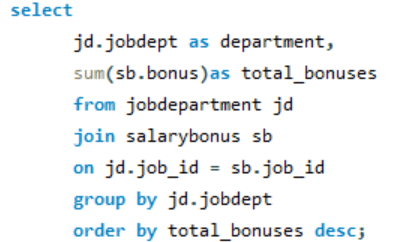 select
jd.jobdept as department,
sum(sb.bonus)as total_bonuses
from jobdepartment jd
join salarybonus sb
on jd.job_id = sb.job_id
group by jd.jobdept
order by total_bonuses desc;